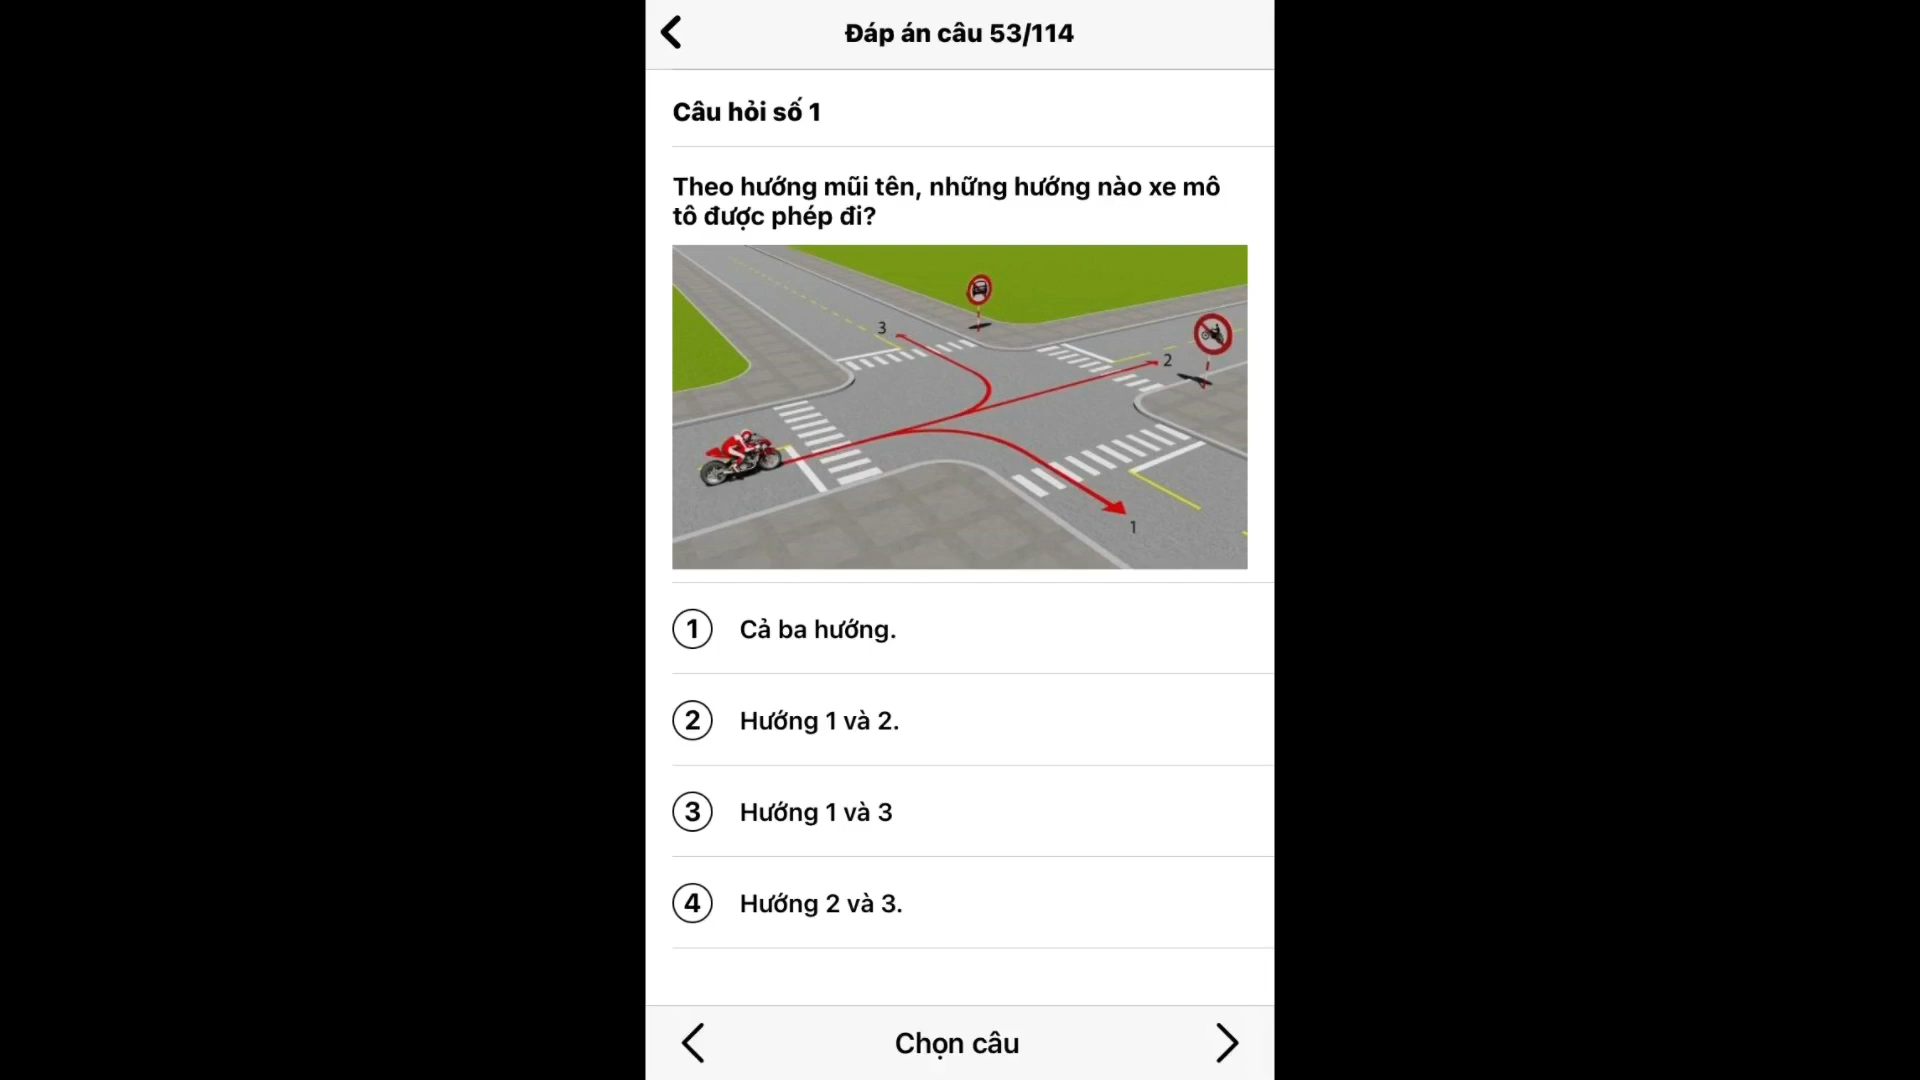 Đáp án câu 53/114
Câu hỏi số 1
Theo hướng mũi tên, những hướng nào xe mô
tô được phép đi?
3
2
1
1 Cả ba hướng.
2 Hướng 1 và 2.
3 Hướng 1 và 3
4 Hướng 2 và 3.
Chọn câu